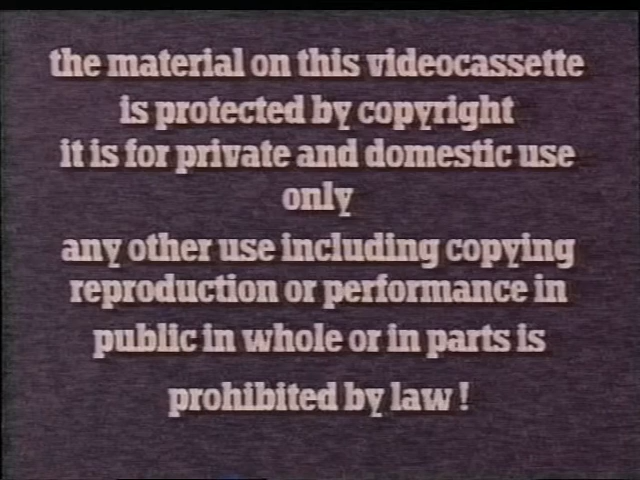 the material on this videocassette
is protected by copyright
it is for private and domestic use
only
any other use including copying
reproduction or performance in
public in whole or in parts is
prohibited by law !